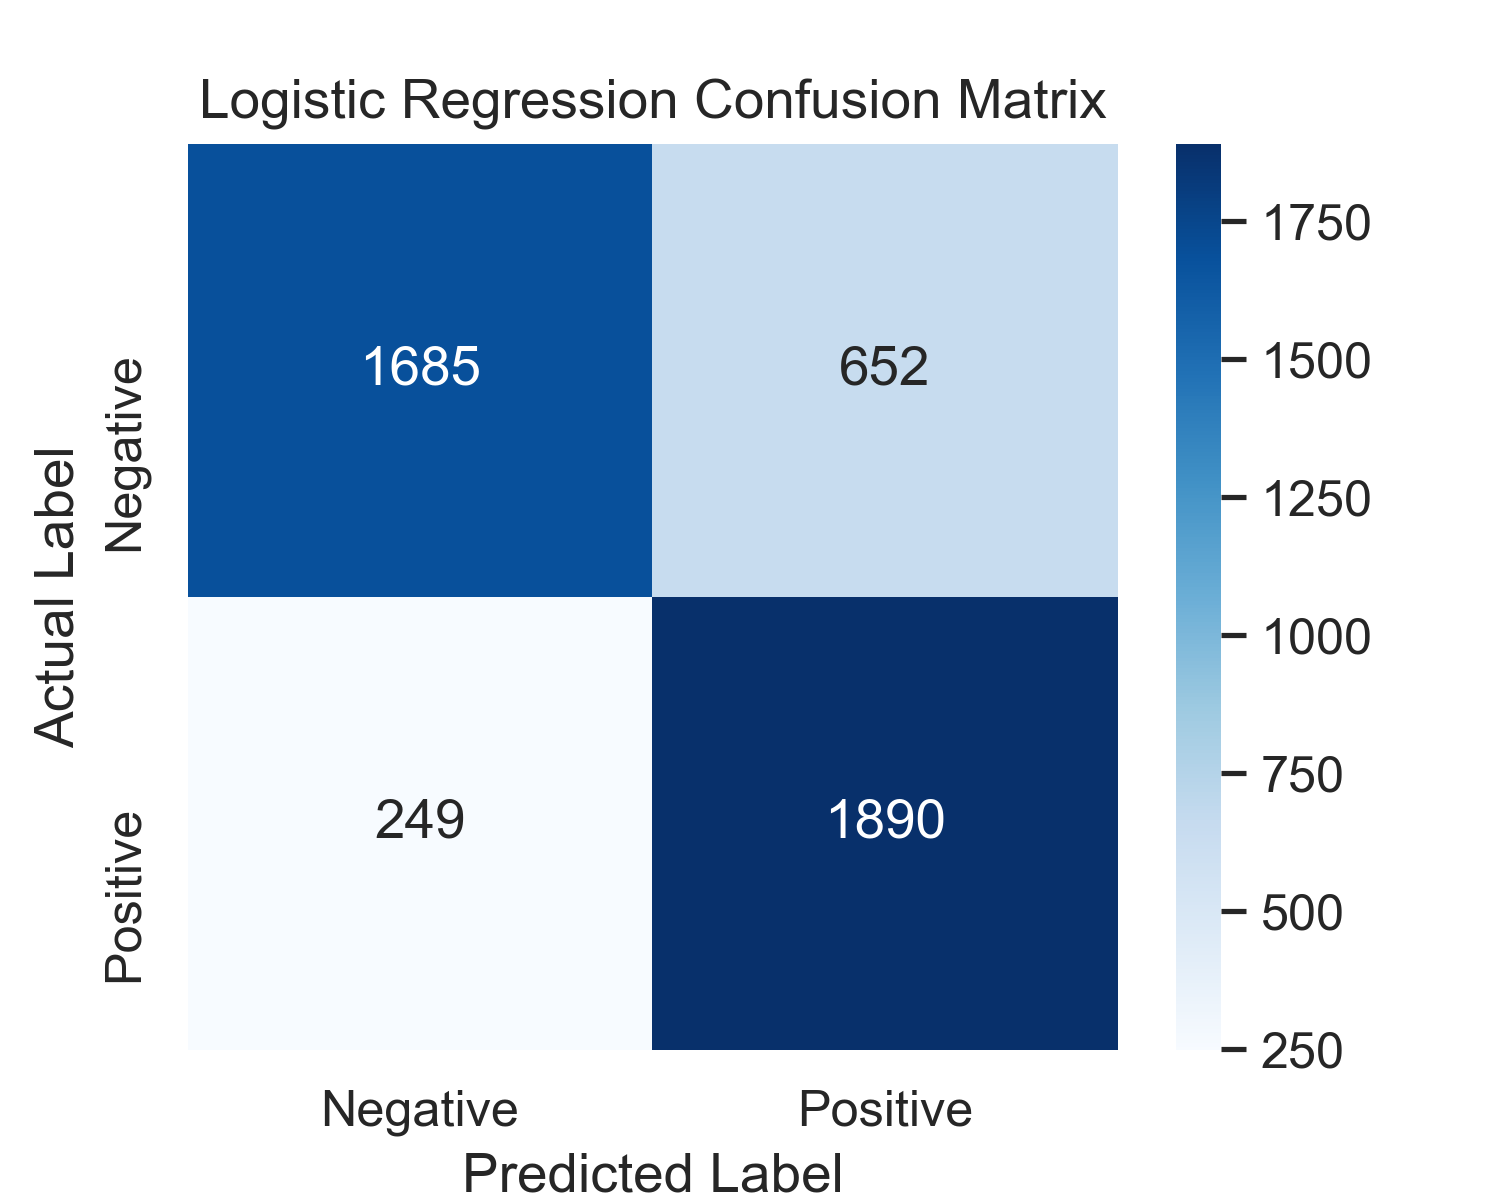 Logistic Regression Confusion Matrix
Actual Label
Negative
Positive
1685
652
249
1890
Negative
Positive
Predicted Label
1750
1500
1250
1000
750
500
250